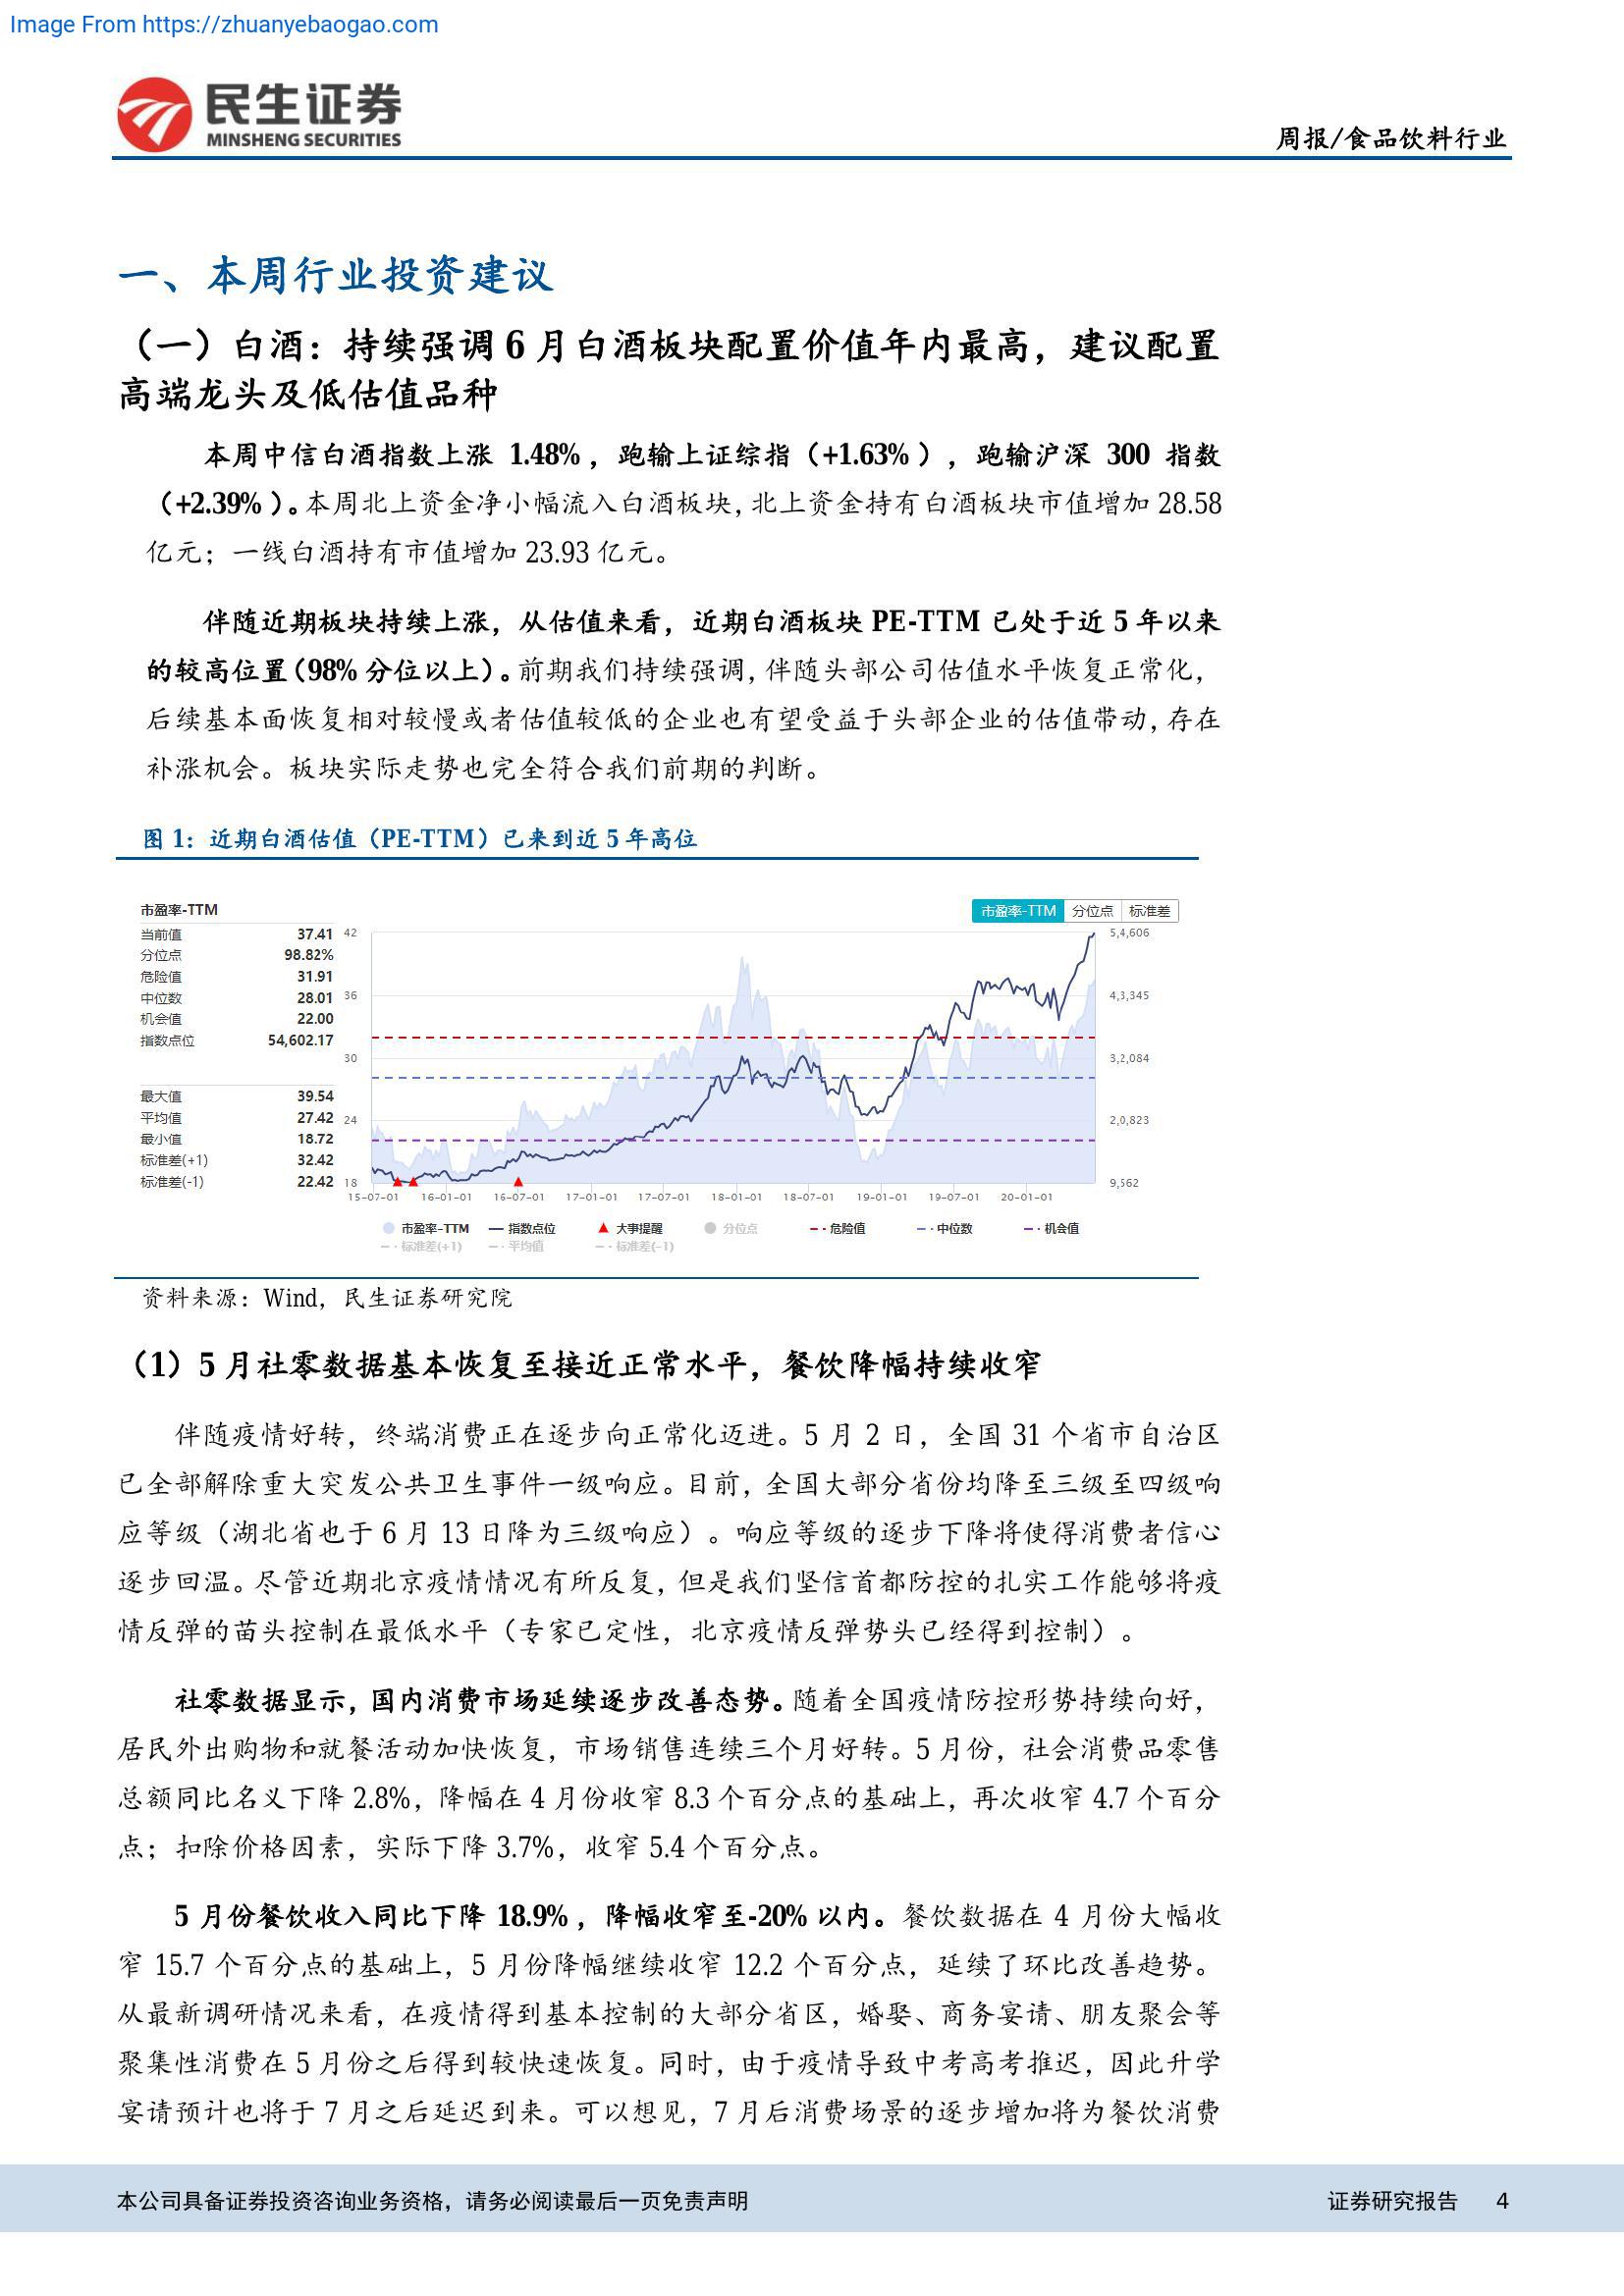 Image From https://zhuanyebaogao.com
民生证券
MINSHENG SECURITIES
周报/食品饮料行业
一、本周行业投资建议
（一）白酒：持续强调 6 月白酒板块配置价值年内最高，建议配置
高端龙头及低估值品种
本周中信白酒指数上涨 1.48%，跑输上证综指（+1.63%），跑输沪深 300 指数
（+2.39%）。本周北上资金净小幅流入白酒板块，北上资金持有白酒板块市值增加 28.58
亿元；一线白酒持有市值增加 23.93 亿元。
伴随近期板块持续上涨，从估值来看，近期白酒板块 PE-TTM 已处于近 5 年以来
的较高位置（98%分位以上）。前期我们持续强调，伴随头部公司估值水平恢复正常化，
后续基本面恢复相对较慢或者估值较低的企业也有望受益于头部企业的估值带动，存在
补涨机会。板块实际走势也完全符合我们前期的判断。
图 1：近期白酒估值（PE-TTM）已来到近 5 年高位
市盈率-TTM
市盈率-TTM 分位点 标准差
当前值 37.41
分位点 98.82%
危险值 31.91
中位数 28.01
机会值 22.00
指数点位 54,602.17
最大值 39.54
平均值 27.42
最小值 18.72
标准差(+1) 32.42
标准差(-1) 22.42
42 5,4,606
36 4,3,345
30 3,2,084
24 2,0,823
18 9,562
15-07-01 16-01-01 16-07-01 17-01-01 17-07-01 18-01-01 18-07-01 19-01-01 19-07-01 20-01-01
市盈率-TTM 指数点位 大事提醒 分位点 危险值 中位数 机会值
标准差(+1) 平均值 标准差(-1)
资料来源：Wind，民生证券研究院
（1）5 月社零数据基本恢复至接近正常水平，餐饮降幅持续收窄
伴随疫情好转，终端消费正在逐步向正常化迈进。5 月 2 日，全国 31 个省市自治区
已全部解除重大突发公共卫生事件一级响应。目前，全国大部分省份均降至三级至四级响
应等级（湖北省也于 6 月 13 日降为三级响应）。响应等级的逐步下降将使得消费者信心
逐步回温。尽管近期北京疫情情况有所反复，但是我们坚信首都防控的扎实工作能够将疫
情反弹的苗头控制在最低水平（专家已定性，北京疫情反弹势头已经得到控制）。
社零数据显示，国内消费市场延续逐步改善态势。随着全国疫情防控形势持续向好，
居民外出购物和就餐活动加快恢复，市场销售连续三个月好转。5 月份，社会消费品零售
总额同比名义下降 2.8%，降幅在 4 月份收窄 8.3 个百分点的基础上，再次收窄 4.7 个百分
点；扣除价格因素，实际下降 3.7%，收窄 5.4 个百分点。
5 月份餐饮收入同比下降 18.9%，降幅收窄至-20%以内。餐饮数据在 4 月份大幅收
窄 15.7 个百分点的基础上，5 月份降幅继续收窄 12.2 个百分点，延续了环比改善趋势。
从最新调研情况来看，在疫情得到基本控制的大部分省区，婚娶、商务宴请、朋友聚会等
聚集性消费在 5 月份之后得到较快速恢复。同时，由于疫情导致中考高考推迟，因此升学
宴请预计也将于 7 月之后延迟到来。可以想见，7 月后消费场景的逐步增加将为餐饮消费
本公司具备证券投资咨询业务资格，请务必阅读最后一页免责声明
证券研究报告 4